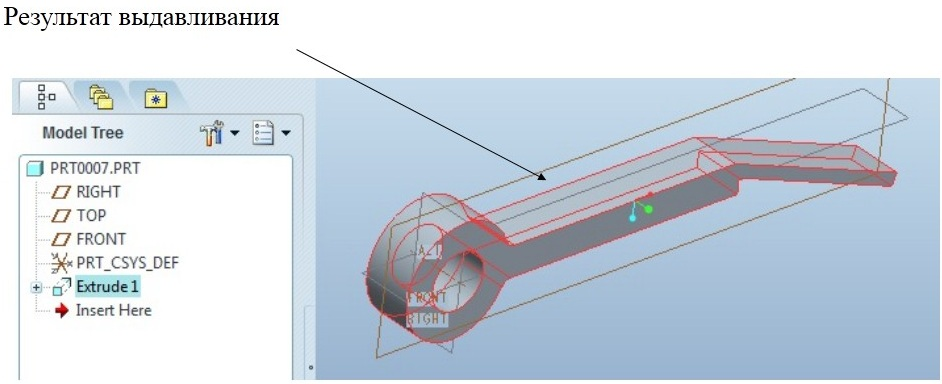 Результат выдавливания
Model Tree
PRT0007.PRT
RIGHT
TOP
FRONT
PRT_CSYS_DEF
Extrude 1
Insert Here
FRONT
RIGHT